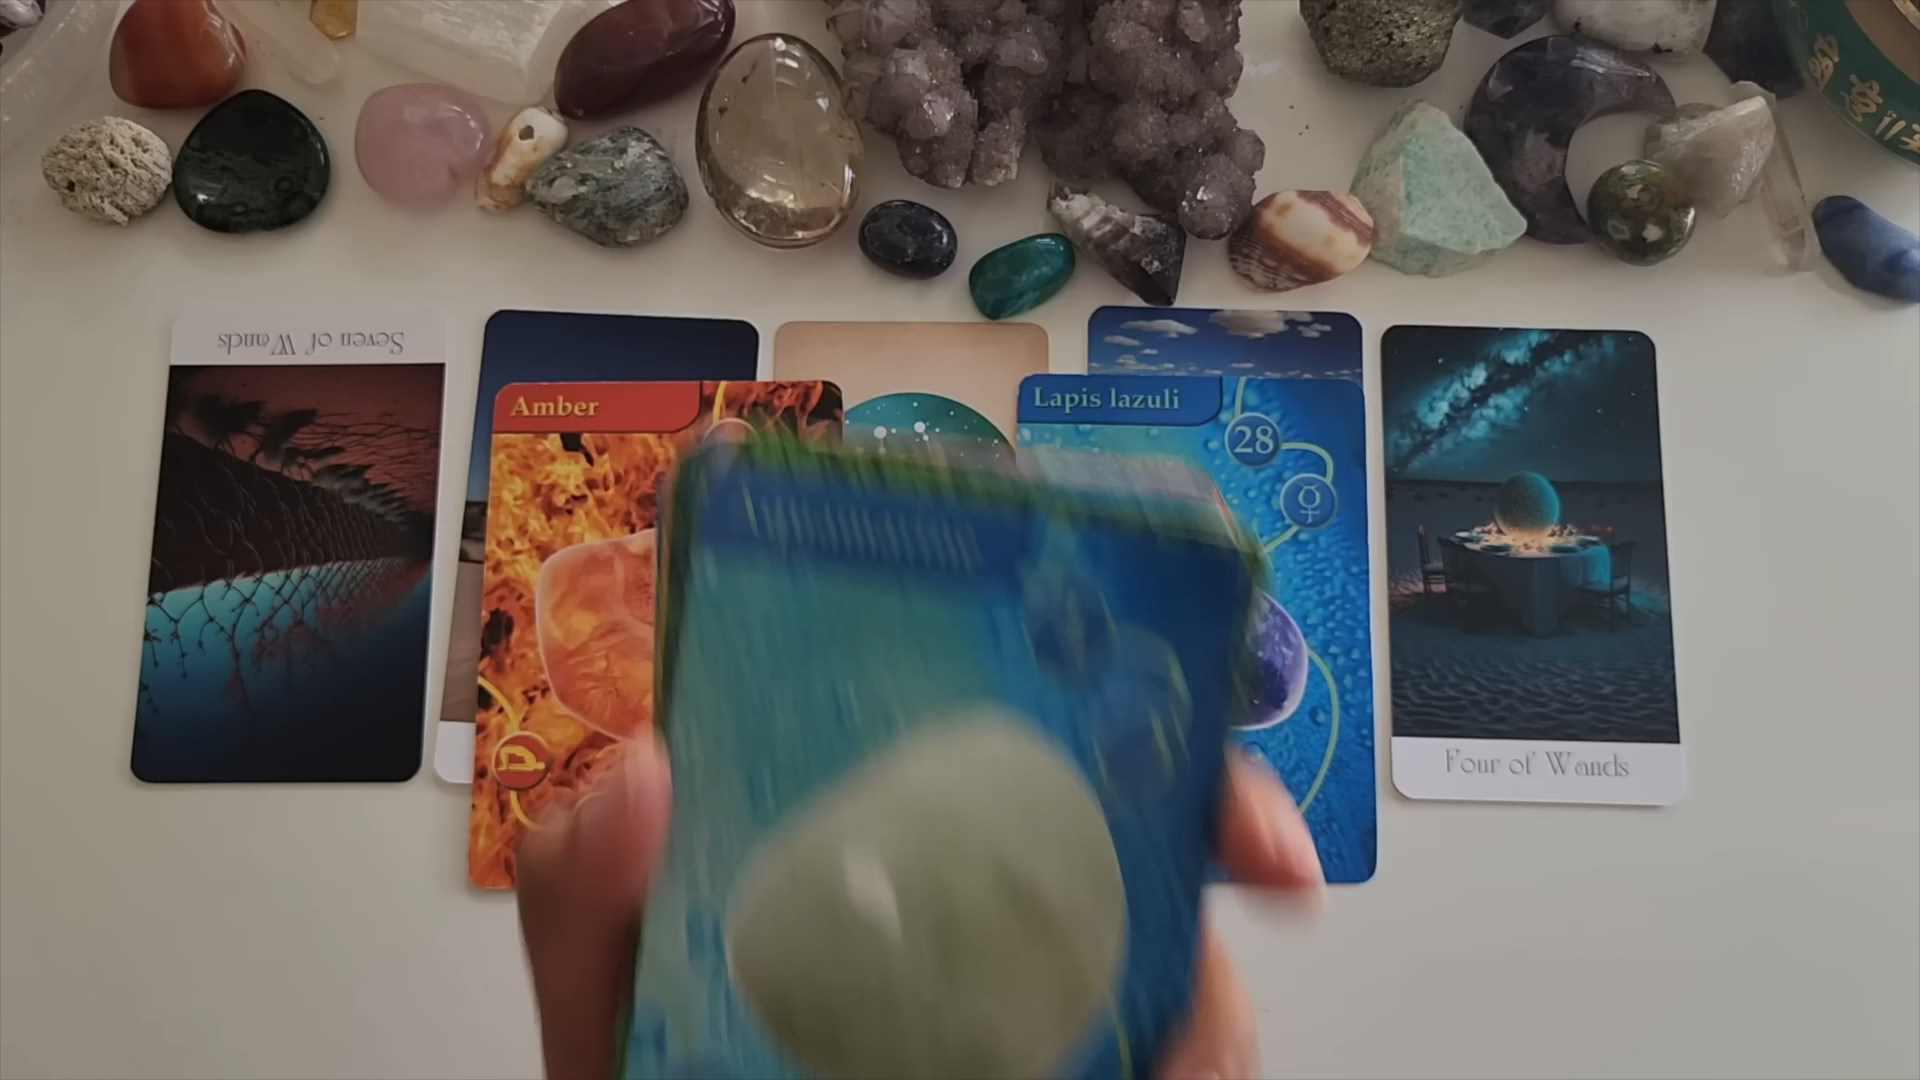 Seven of Wands
Amber
Lapis lazuli
28
Four of Wands